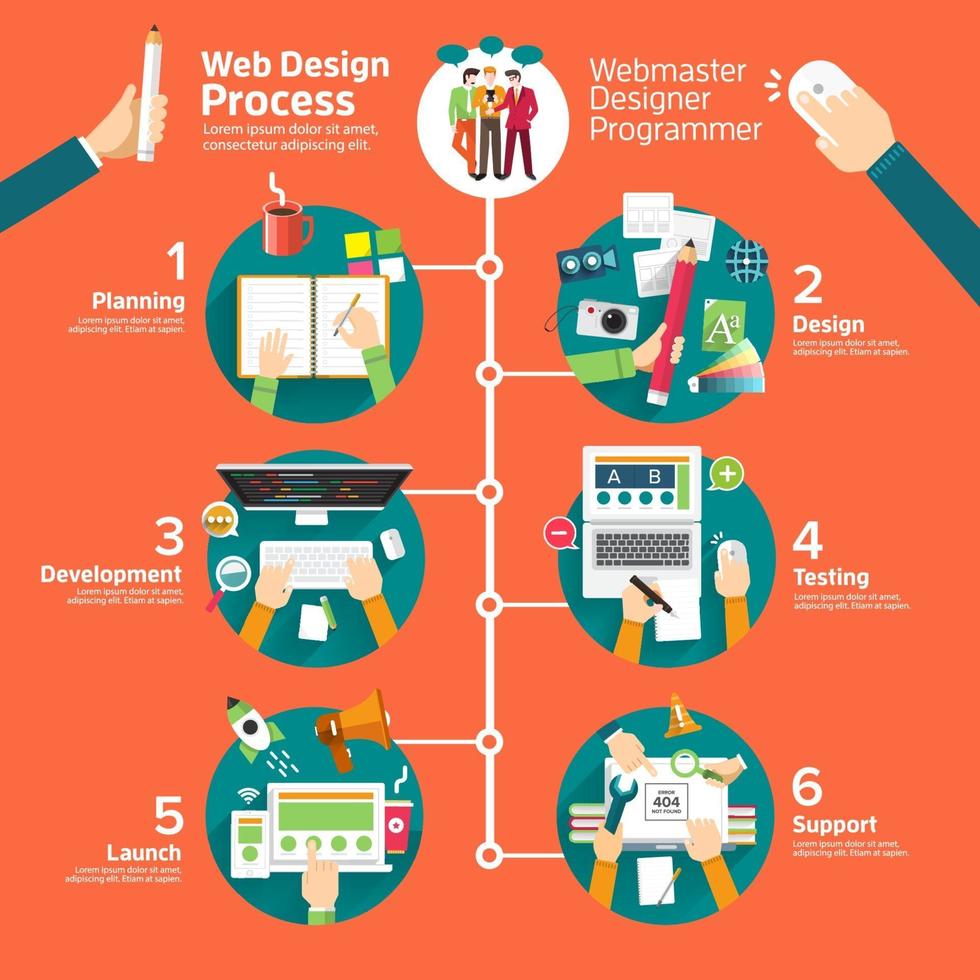 Web Design
Process
Lorem ipsum dolor sit amet,
consectetur adipiscing elit.
Webmaster
Designer
Programmer
1
Planning
Lorem ipsum dolor sit amet,
adipiscing elit. Etiam at sapien.
2
Design
Lorem ipsum dolor sit amet,
adipiscing elit. Etiam at sapien.
Aa
3
Development
Lorem ipsum dolor sit amet,
adipiscing elit. Etiam at sapien.
4
Testing
Lorem ipsum dolor sit amet,
adipiscing elit. Etiam at sapien.
A B
5
Launch
Lorem ipsum dolor sit amet,
adipiscing elit. Etiam at sapien.
6
Support
Lorem ipsum dolor sit amet,
adipiscing elit. Etiam at sapien.
ERROR
404
NOT FOUND